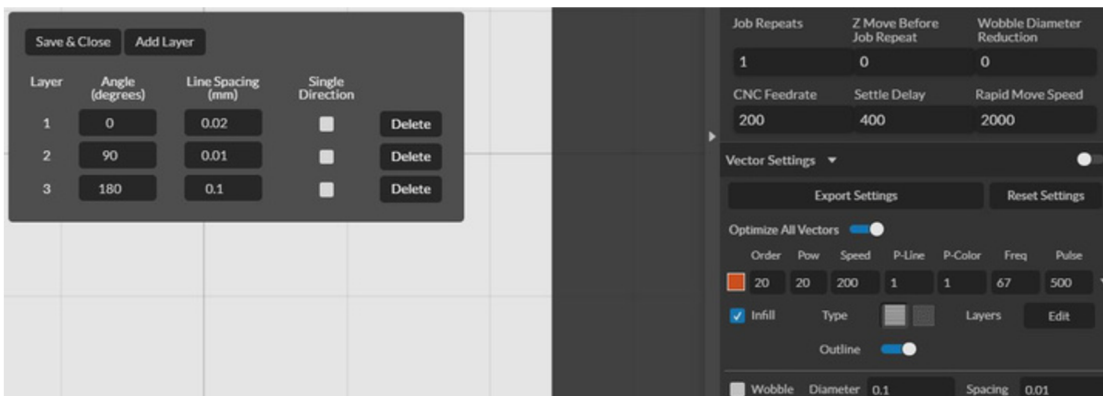 Save & Close Add Layer
Layer Angle (degrees) Line Spacing (mm) Single Direction
1 0 0.02 Delete
2 90 0.01 Delete
3 180 0.1 Delete
Job Repeats Z Move Before Job Repeat Wobble Diameter Reduction
1 0 0
CNC Feedrate Settle Delay Rapid Move Speed
200 400 2000
Vector Settings
Export Settings Reset Settings
Optimize All Vectors
Order Pow Speed P-Line P-Color Freq Pulse
20 20 200 1 1 67 500
Infill Type Layers Edit
Outline
Wobble Diameter 0.1 Spacing 0.01